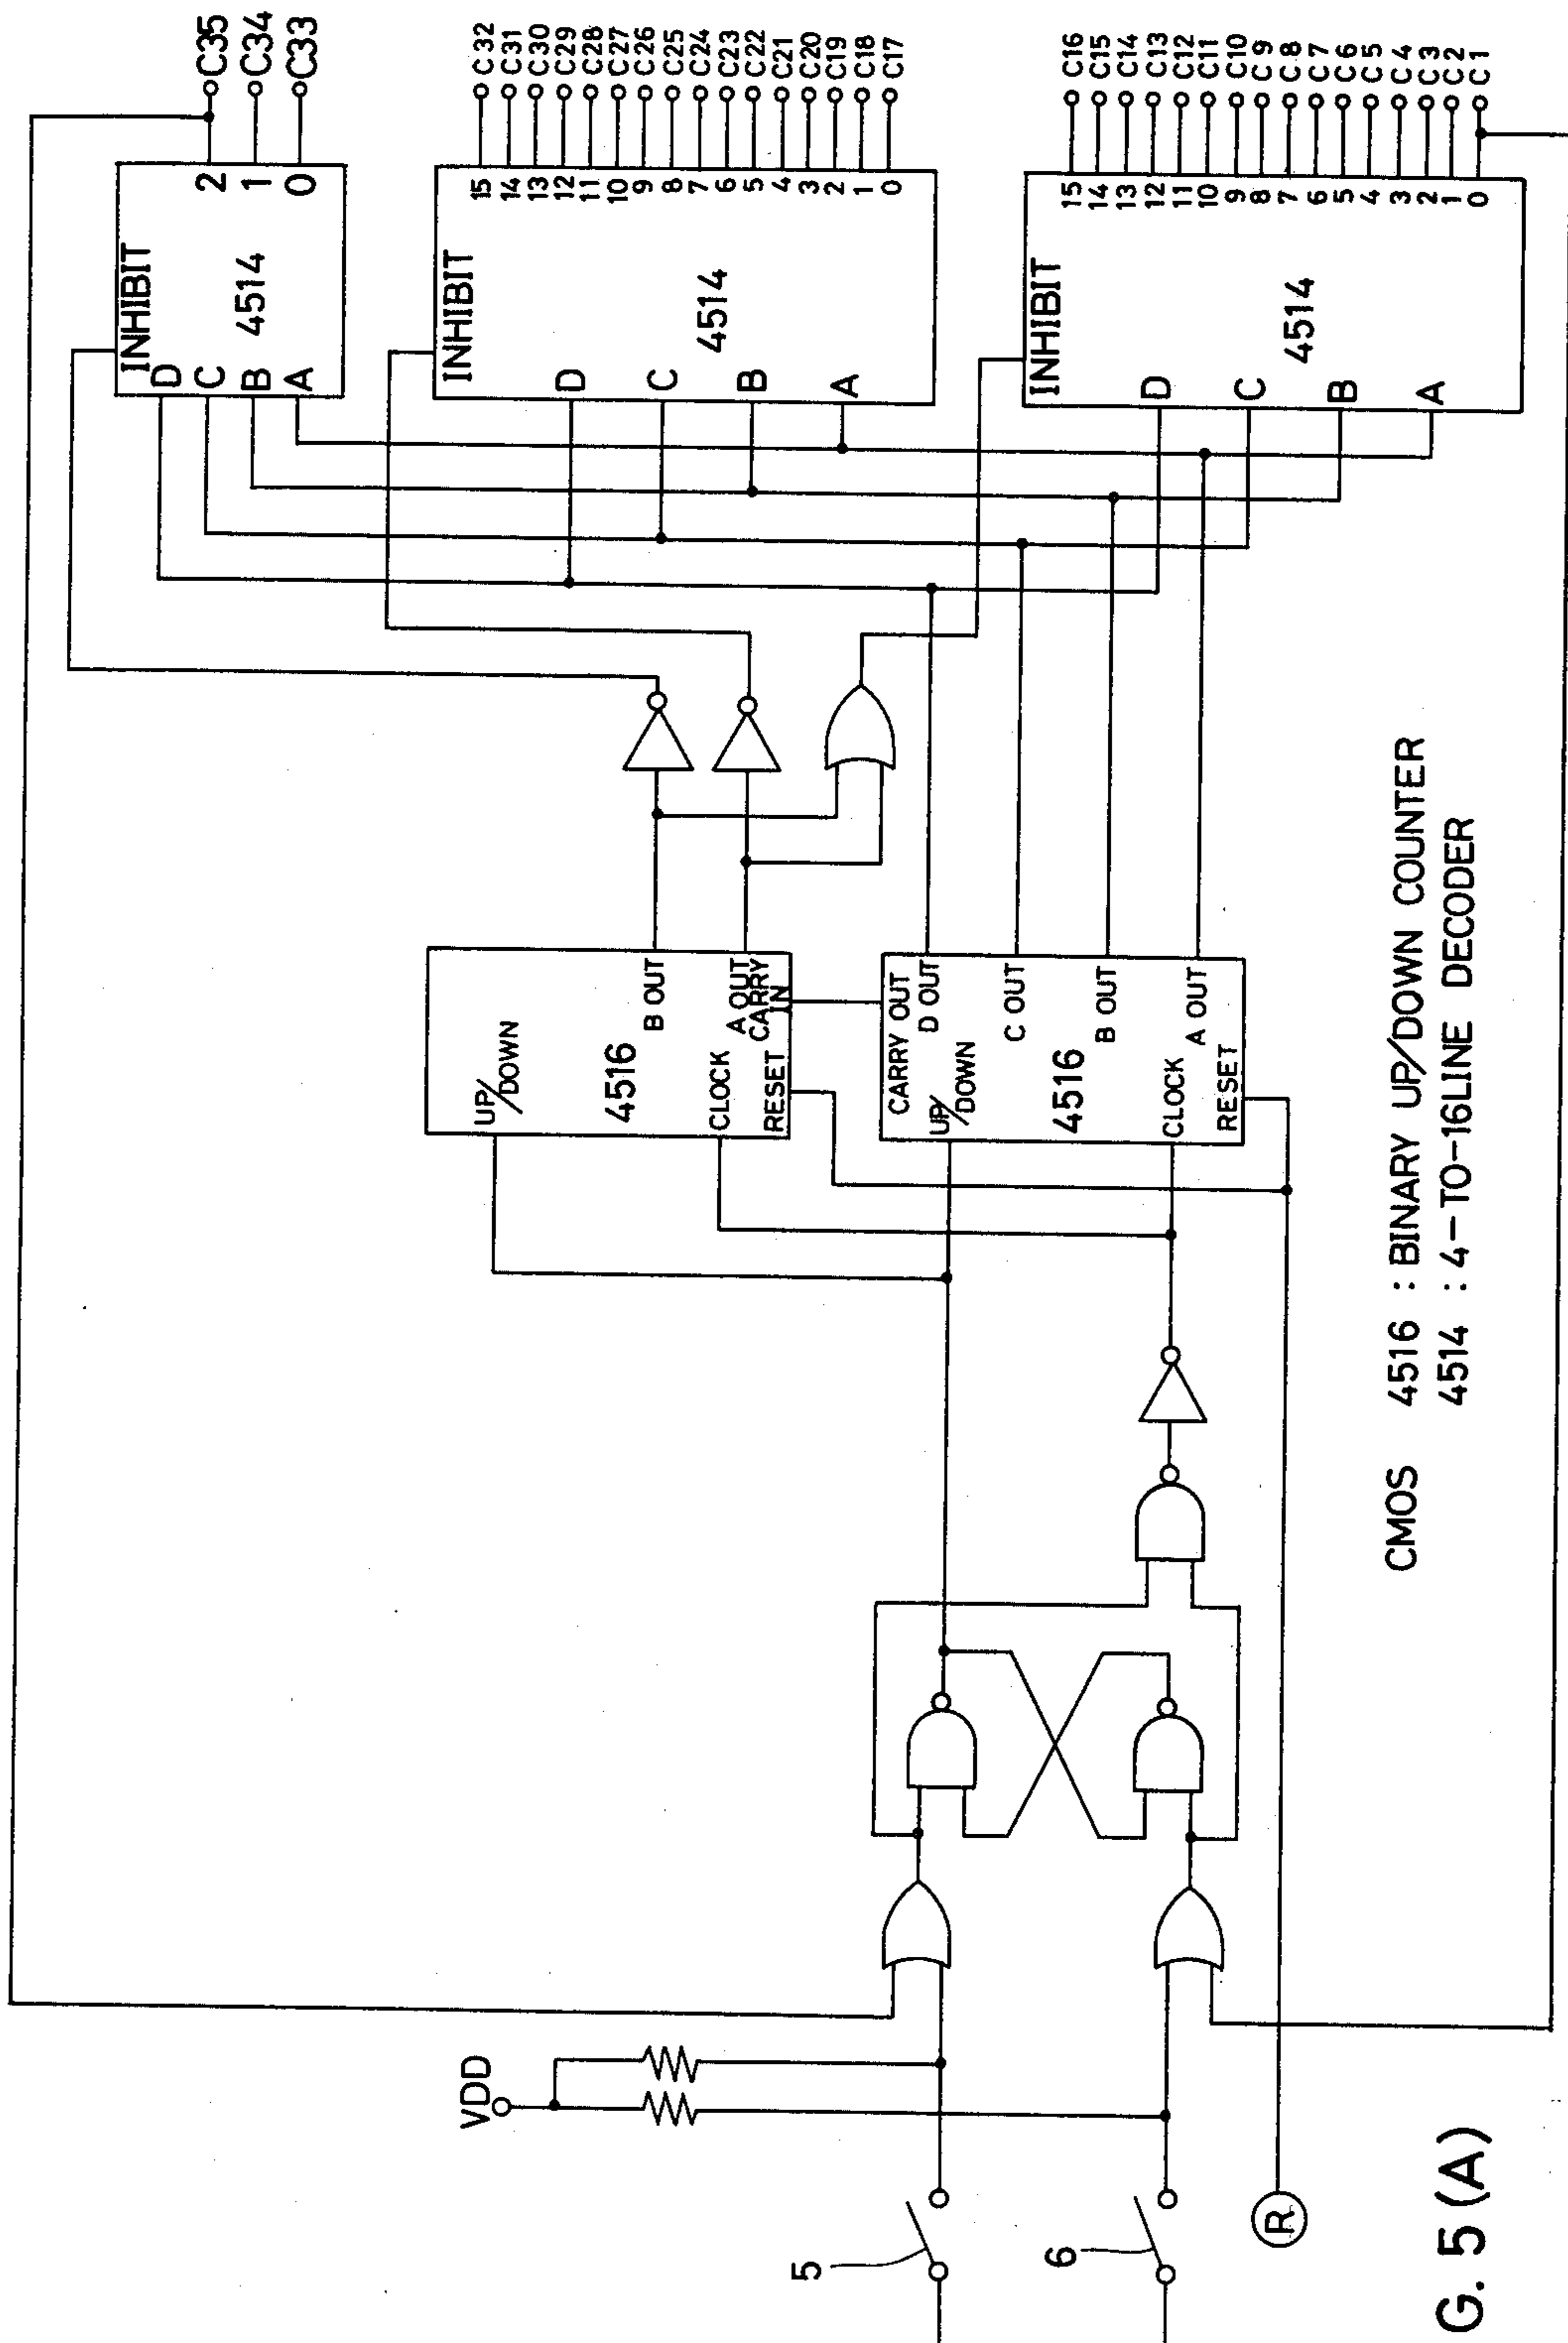 C35
C34
C33
2
1
0
INHIBIT
D
C
B
A
4514
C32
C31
C30
C29
C28
C27
C26
C25
C24
C23
C22
C21
C20
C19
C18
C17
15
14
13
12
11
10
9
8
7
6
5
4
3
2
1
0
INHIBIT
D
C
B
A
4514
C16
C15
C14
C13
C12
C11
C10
C9
C8
C7
C6
C5
C4
C3
C2
C1
15
14
13
12
11
10
9
8
7
6
5
4
3
2
1
0
INHIBIT
D
C
B
A
4514
UP/DOWN
4516
B OUT
A OUT
CARRY IN
CLOCK
RESET
CARRY OUT
D OUT
UP/DOWN
C OUT
4516
B OUT
CLOCK
A OUT
RESET
VDD
5
6
R
CMOS 4516 : BINARY UP/DOWN COUNTER
4514 : 4-TO-16LINE DECODER
G. 5 (A)